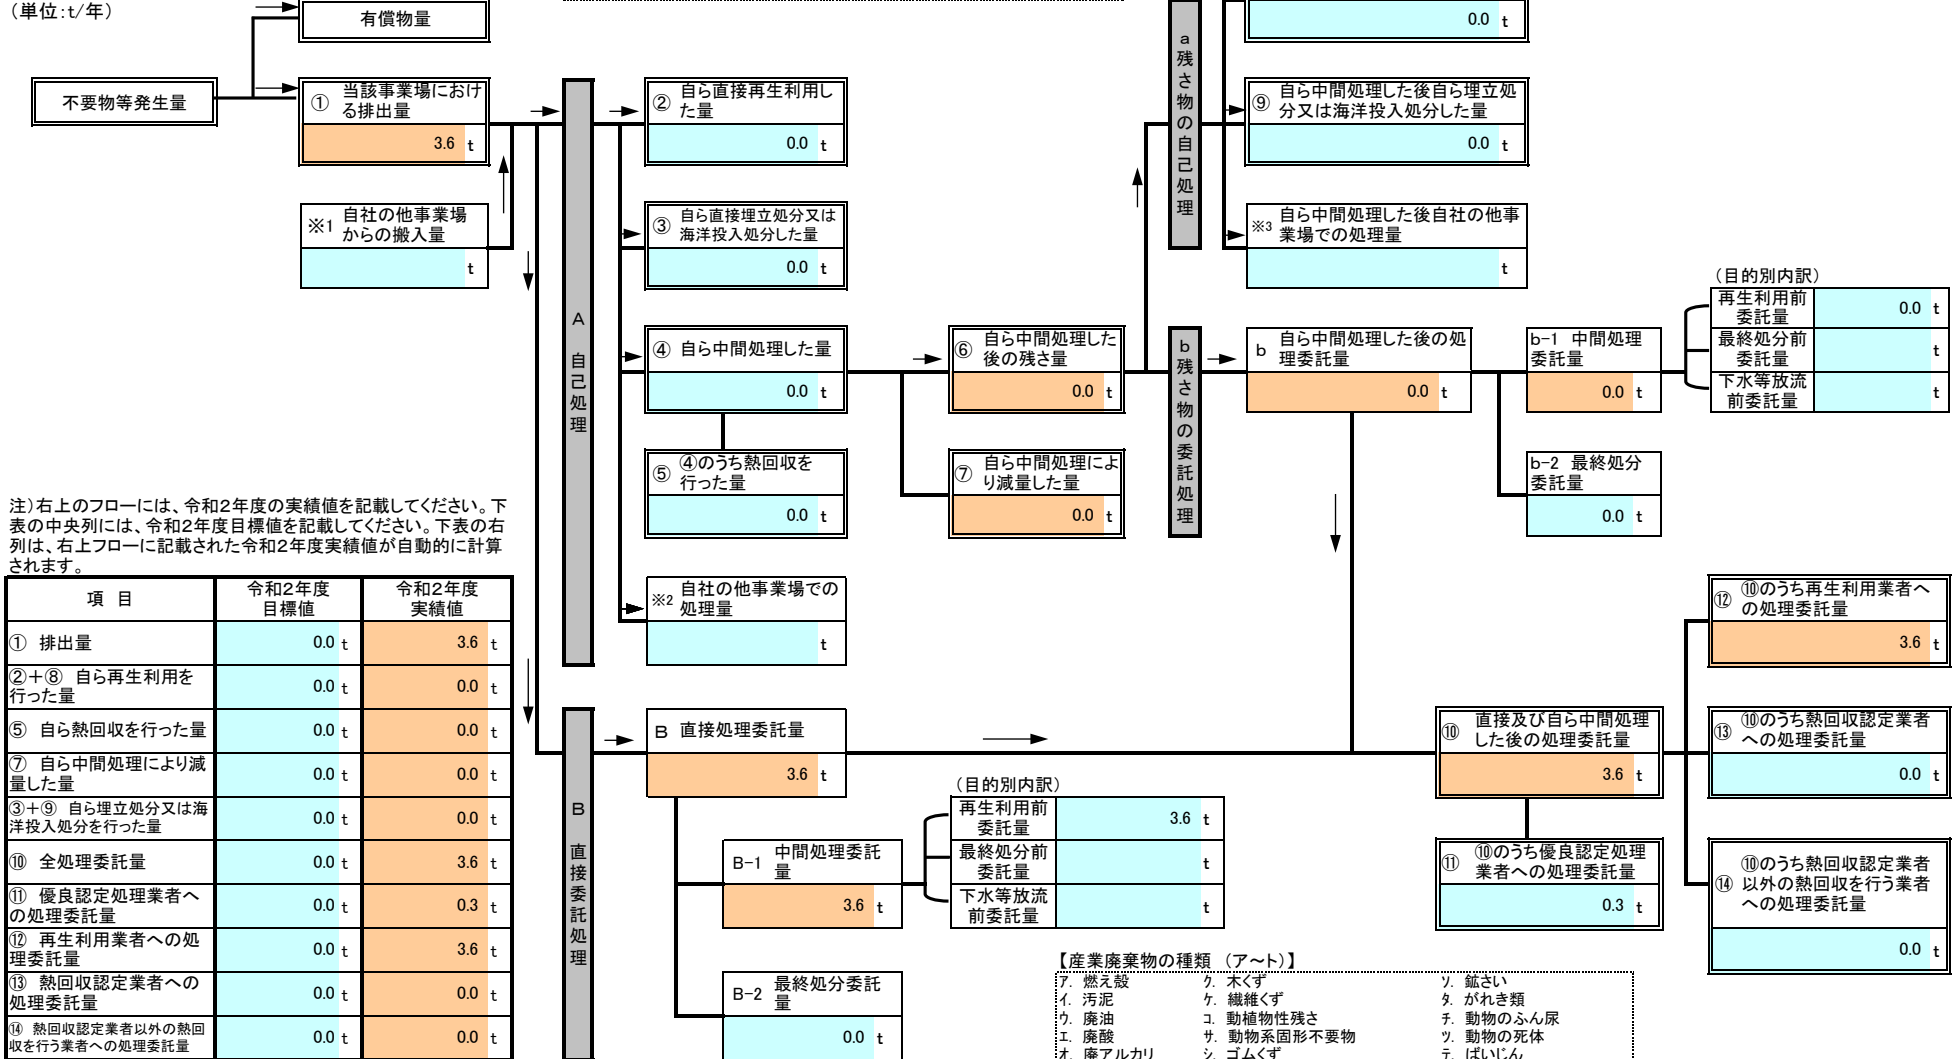 （単位:t/年）
有償物量
不要物等発生量
① 当該事業場におけ
る排出量
3.6 t
※1 自社の他事業場
からの搬入量
t
A 自己処理
② 自ら直接再生利用し
た量
0.0 t
③ 自ら直接埋立処分又は
海洋投入処分した量
0.0 t
④ 自ら中間処理した量
0.0 t
⑤ ④のうち熱回収を
行った量
0.0 t
※2 自社の他事業場での
処理量
t
⑥ 自ら中間処理した
後の残さ量
0.0 t
⑦ 自ら中間処理によ
り減量した量
0.0 t
a 残さ物の自己処理
0.0 t
⑨ 自ら中間処理した後自ら埋立処
分又は海洋投入処分した量
0.0 t
※3 自ら中間処理した後自社の他事
業場での処理量
t
b 残さ物の委託処理
b 自ら中間処理した後の処
理委託量
0.0 t
b-1 中間処理
委託量
0.0 t
b-2 最終処分
委託量
0.0 t
（目的別内訳）
再生利用前
委託量
0.0 t
最終処分前
委託量
t
下水等放流
前委託量
t
注）右上のフローには、令和２年度の実績値を記載してください。下
表の中央列には、令和２年度目標値を記載してください。下表の右
列は、右上フローに記載された令和２年度実績値が自動的に計算
されます。
項 目 令和２年度 目標値 令和２年度 実績値
① 排出量 0.0 t 3.6 t
②＋⑧ 自ら再生利用を
行った量 0.0 t 0.0 t
⑤ 自ら熱回収を行った量 0.0 t 0.0 t
⑦ 自ら中間処理により減
量した量 0.0 t 0.0 t
③＋⑨ 自ら埋立処分又は海
洋投入処分を行った量 0.0 t 0.0 t
⑩ 全処理委託量 0.0 t 3.6 t
⑪ 優良認定処理業者へ
の処理委託量 0.0 t 0.3 t
⑫ 再生利用業者への処
理委託量 0.0 t 3.6 t
⑬ 熱回収認定業者への
処理委託量 0.0 t 0.0 t
⑭ 熱回収認定業者以外の熱回
収を行う業者への処理委託量 0.0 t 0.0 t
B 直接委託処理
B 直接処理委託量
3.6 t
B-1 中間処理委託
量
3.6 t
B-2 最終処分委託
量
0.0 t
（目的別内訳）
再生利用前
委託量
3.6 t
最終処分前
委託量
t
下水等放流
前委託量
t
⑩ 直接及び自ら中間処理
した後の処理委託量
3.6 t
⑪ ⑩のうち優良認定処理
業者への処理委託量
0.3 t
⑫ ⑩のうち再生利用業者へ
の処理委託量
3.6 t
⑬ ⑩のうち熱回収認定業者
への処理委託量
0.0 t
⑭ ⑩のうち熱回収認定業者
以外の熱回収を行う業者
への処理委託量
0.0 t
【産業廃棄物の種類 （ア～ト）】
ア. 燃え殻 ク. 木くず ソ. 鉱さい
イ. 汚泥 ケ. 繊維くず タ. がれき類
ウ. 廃油 コ. 動植物性残さ チ. 動物のふん尿
エ. 廃酸 サ. 動物系固形不要物 ツ. 動物の死体
オ. 廃アルカリ シ. ゴムくず テ. ばいじん